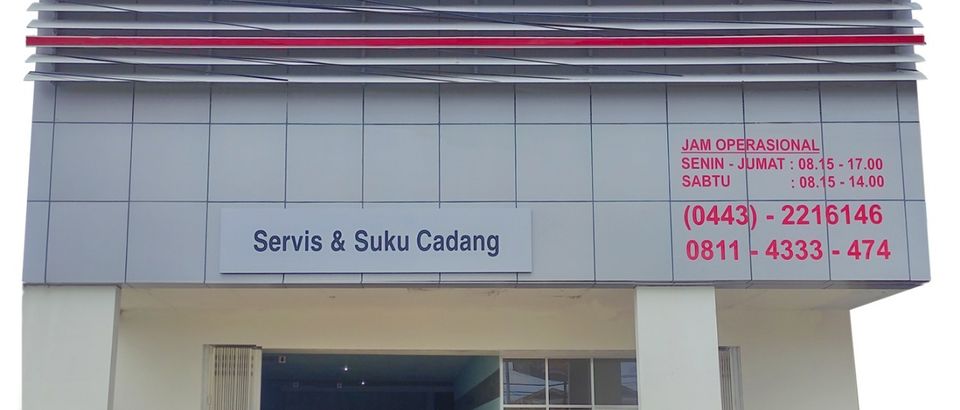 JAM OPERASIONAL
SENIN - JUMAT : 08.15 - 17.00
SABTU : 08.15 - 14.00
(0443) - 2216146
0811 - 4333 - 474
Servis & Suku Cadang